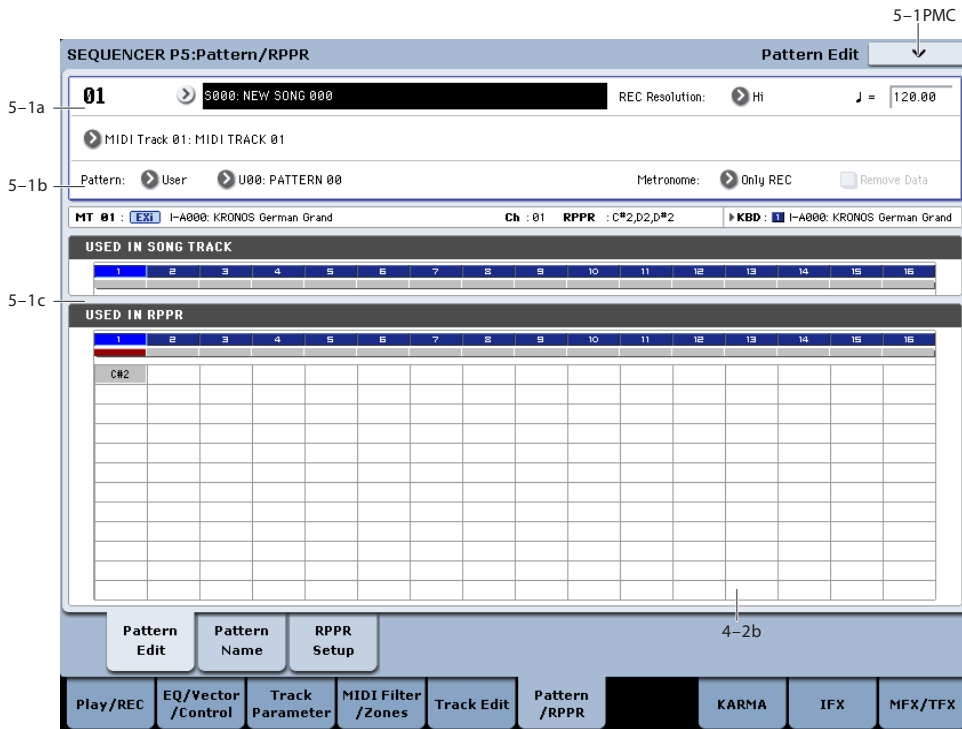 5–1PMC
SEQUENCER P5:Pattern/RPPR Pattern Edit
01 S000: NEW SONG 000 REC Resolution: Hi ♩ = 120.00
5–1a
MIDI Track 01: MIDI TRACK 01
5–1b
Pattern: User U00: PATTERN 00 Metronome: Only REC Remove Data
MT 01 : EXi I-A000: KRONOS German Grand Ch :01 RPPR :C#2,D2,D#2 KBD : 1 I-A000: KRONOS German Grand
USED IN SONG TRACK
1 2 3 4 5 6 7 8 9 10 11 12 13 14 15 16
5–1c
USED IN RPPR
1 2 3 4 5 6 7 8 9 10 11 12 13 14 15 16
C#2
4–2b
Pattern Edit
Pattern Name
RPPR Setup
Play/REC
EQ/Vector /Control
Track Parameter
MIDI Filter /Zones
Track Edit
Pattern /RPPR
KARMA
IFX
MFX/TFX